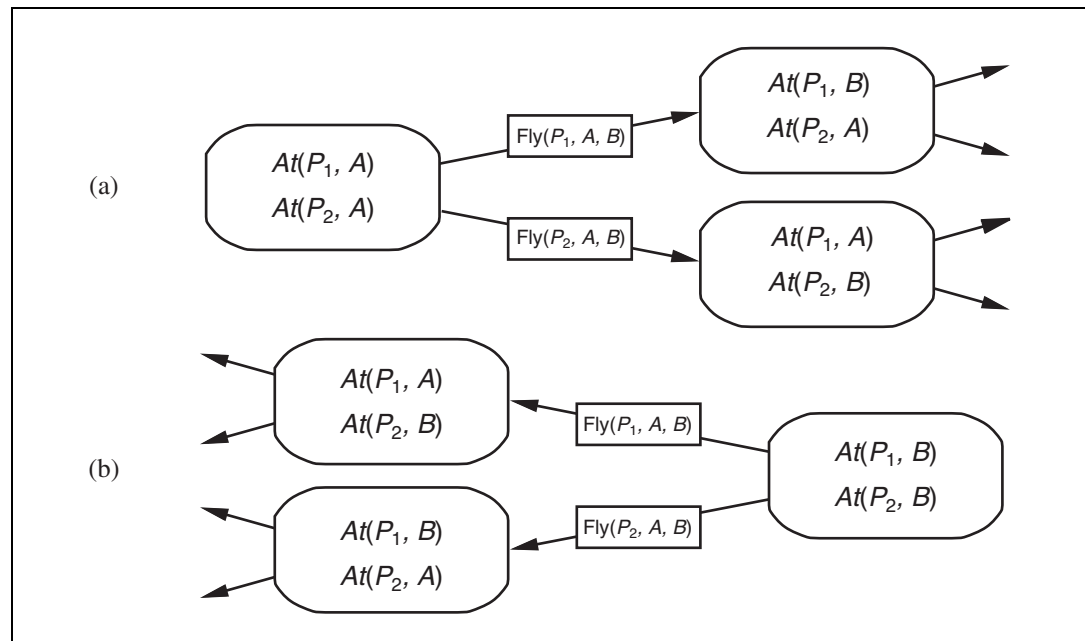 (a)
At(P₁, A)
At(P₂, A)
Fly(P₁, A, B)
Fly(P₂, A, B)
At(P₁, B)
At(P₂, A)
At(P₁, A)
At(P₂, B)
(b)
At(P₁, A)
At(P₂, B)
At(P₁, B)
At(P₂, A)
Fly(P₁, A, B)
Fly(P₂, A, B)
At(P₁, B)
At(P₂, B)